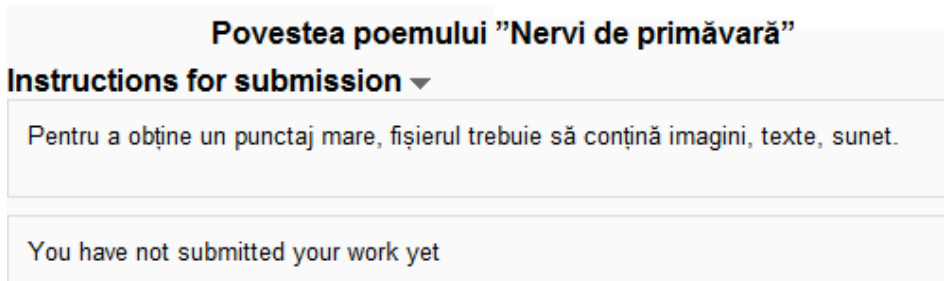 Povestea poemului ”Nervi de primăvară”
Instructions for submission
Pentru a obține un punctaj mare, fișierul trebuie să conțină imagini, texte, sunet.
You have not submitted your work yet